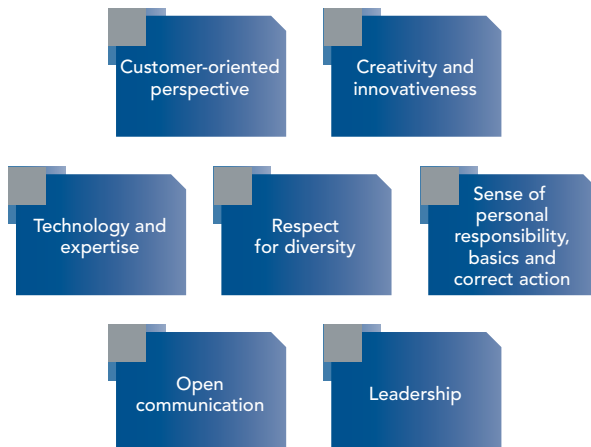 Customer-oriented
perspective
Creativity and
innovativeness
Technology and
expertise
Respect
for diversity
Sense of
personal
responsibility,
basics and
correct action
Open
communication
Leadership